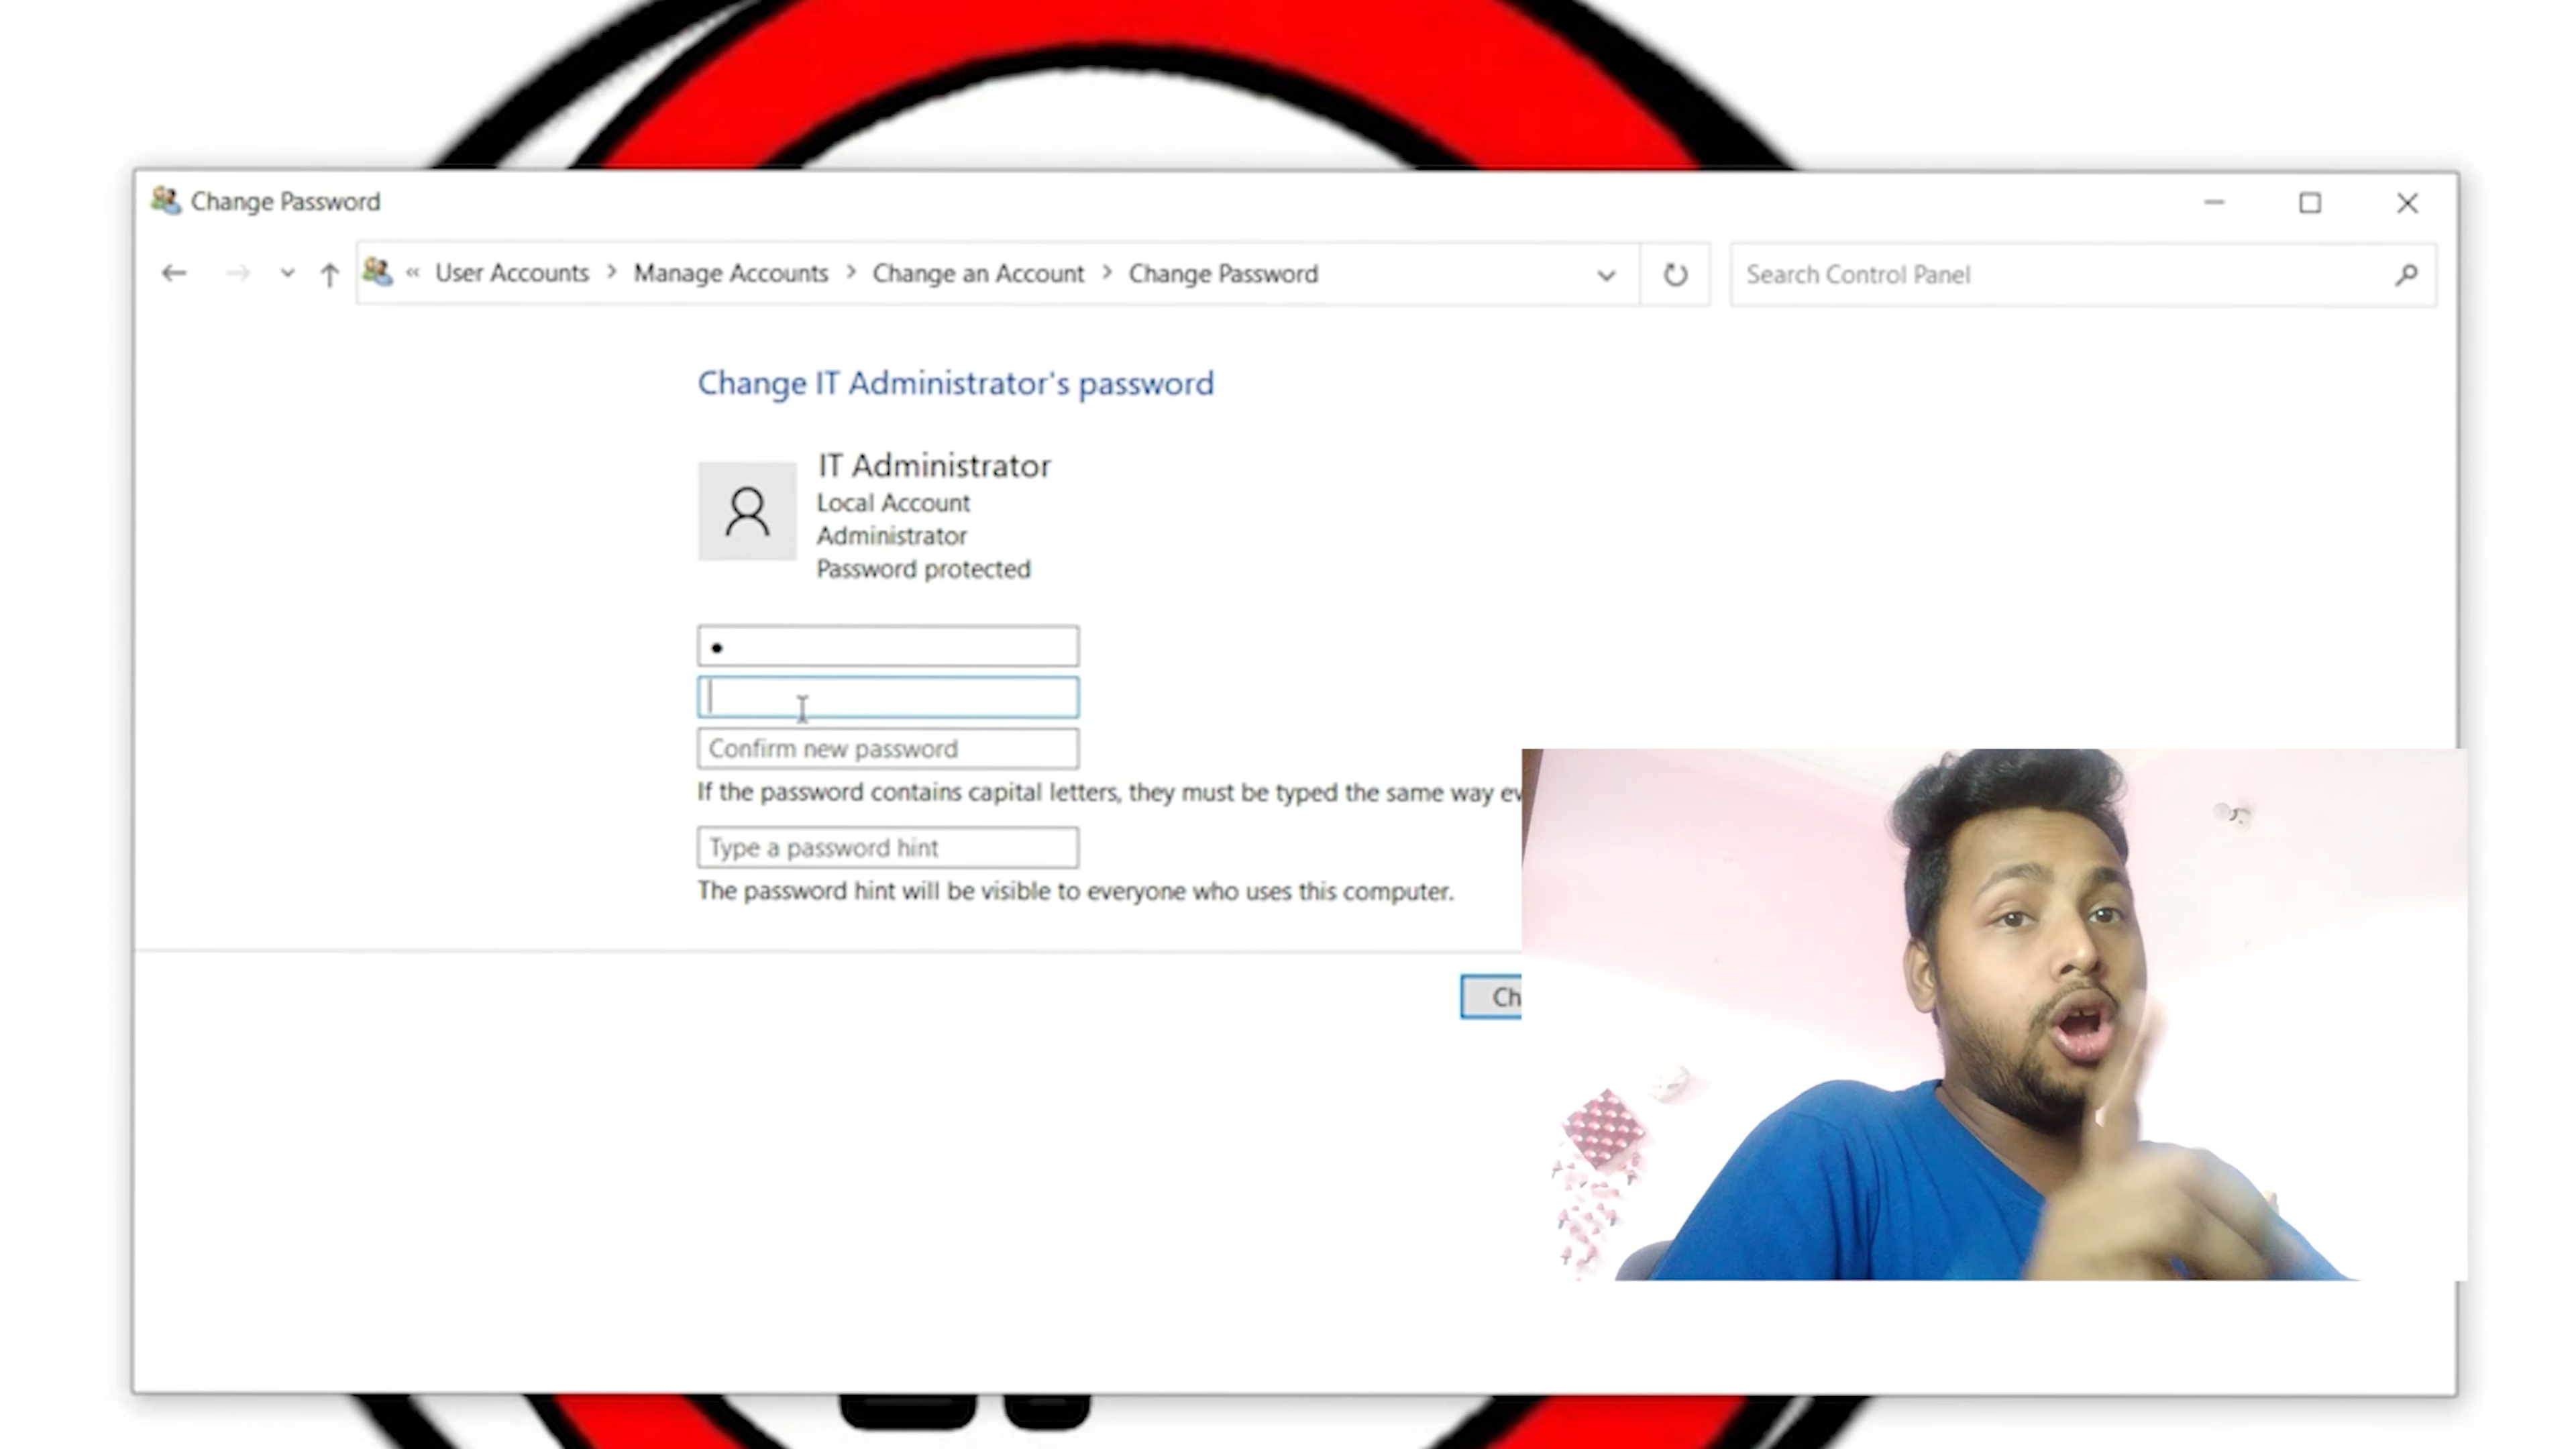 Change Password
« User Accounts > Manage Accounts > Change an Account > Change Password
Search Control Panel
Change IT Administrator's password
IT Administrator
Local Account
Administrator
Password protected
Confirm new password
If the password contains capital letters, they must be typed the same way ev
Type a password hint
The password hint will be visible to everyone who uses this computer.
Ch